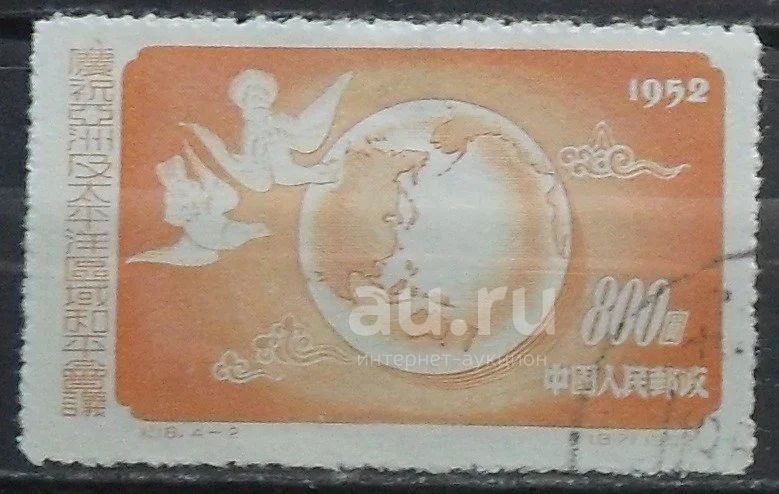 慶祝亞洲及太平洋區域和平會議
1952
800圓
中國人民郵政
紀18. 4-2
au.ru
интернет-аукцион